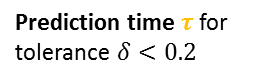 Prediction time τ for
tolerance δ < 0.2